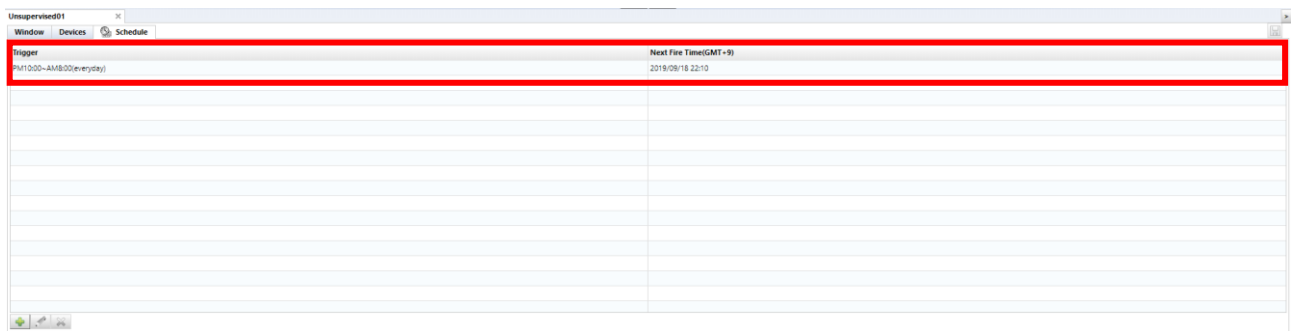 Unsupervised01
Window Devices Schedule
Trigger Next Fire Time(GMT+9)
PM10:00~AM8:00(everyday) 2019/09/18 22:10